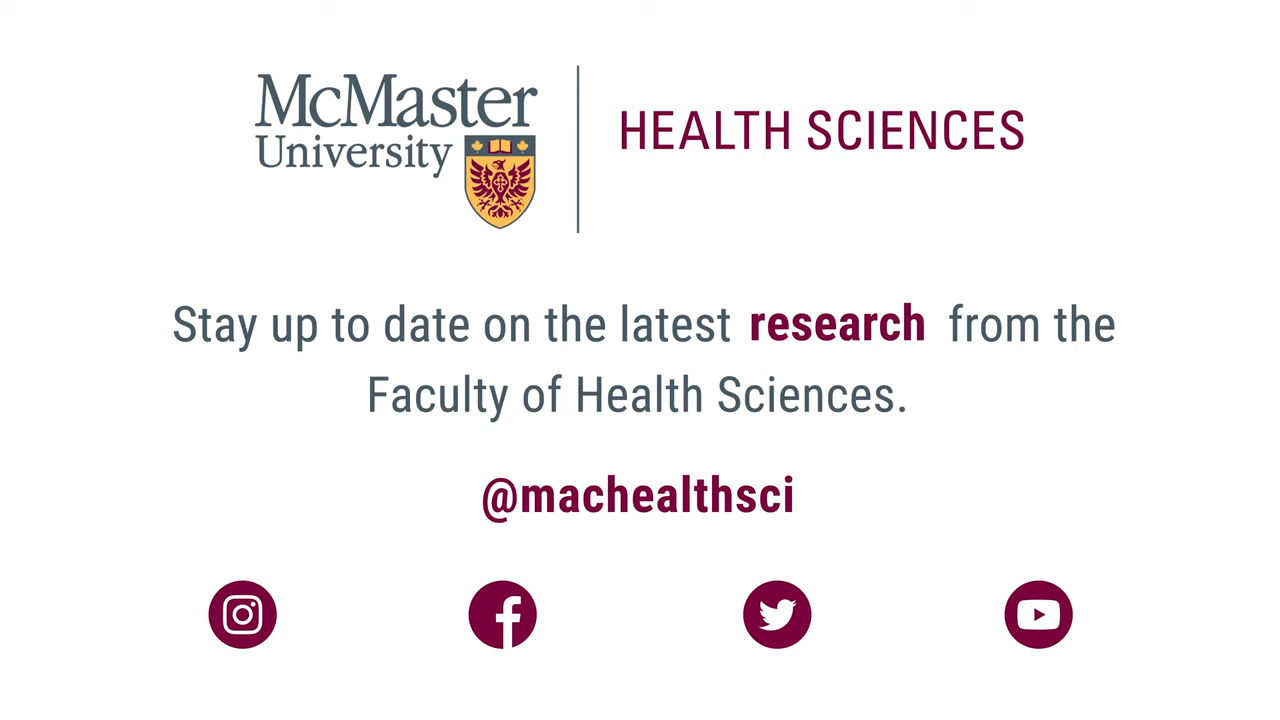 McMaster
University
HEALTH SCIENCES
Stay up to date on the latest research from the
Faculty of Health Sciences.
@machealthsci